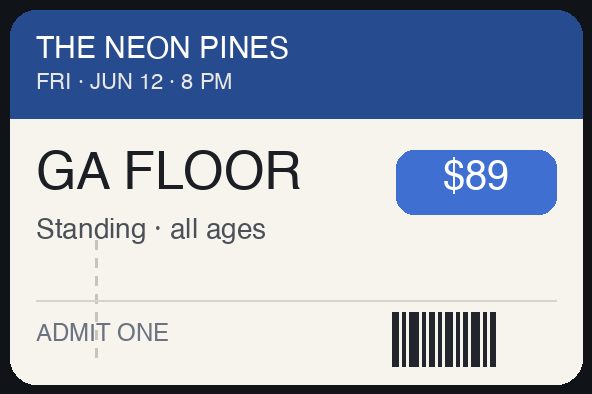 THE NEON PINES
FRI · JUN 12 · 8 PM
GA FLOOR
$89
Standing · all ages
ADMIT ONE